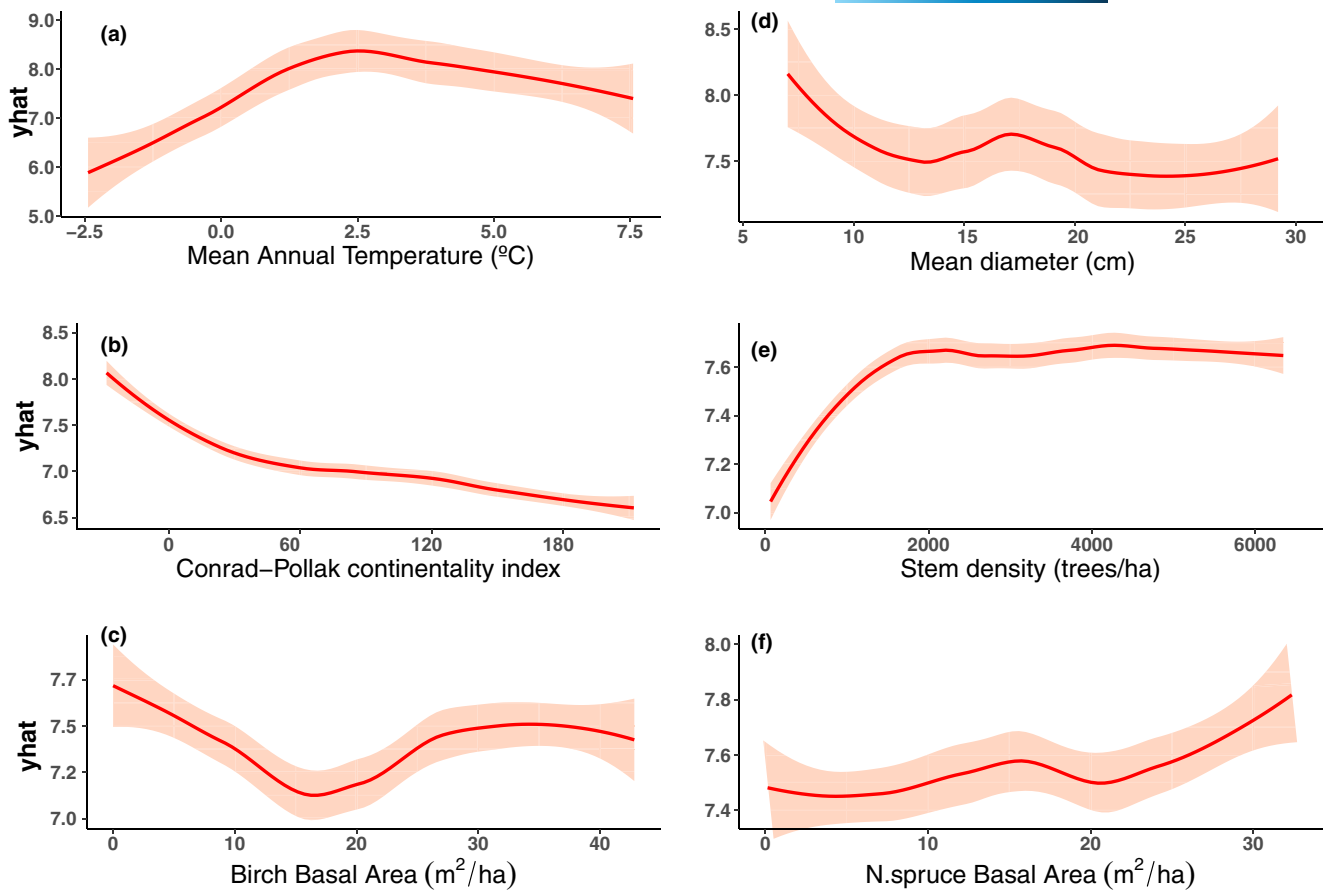 (a)
yhat
9.0
8.0
7.0
6.0
5.0
−2.5 0.0 2.5 5.0 7.5
Mean Annual Temperature (ºC)
(d)
8.5
8.0
7.5
5 10 15 20 25 30
Mean diameter (cm)
(b)
yhat
8.5
8.0
7.5
7.0
6.5
0 60 120 180
Conrad−Pollak continentality index
(e)
7.6
7.4
7.2
7.0
0 2000 4000 6000
Stem density (trees/ha)
(c)
yhat
7.7
7.5
7.2
7.0
0 10 20 30 40
Birch Basal Area (m²/ha)
(f)
8.0
7.8
7.6
7.4
0 10 20 30
N.spruce Basal Area (m²/ha)